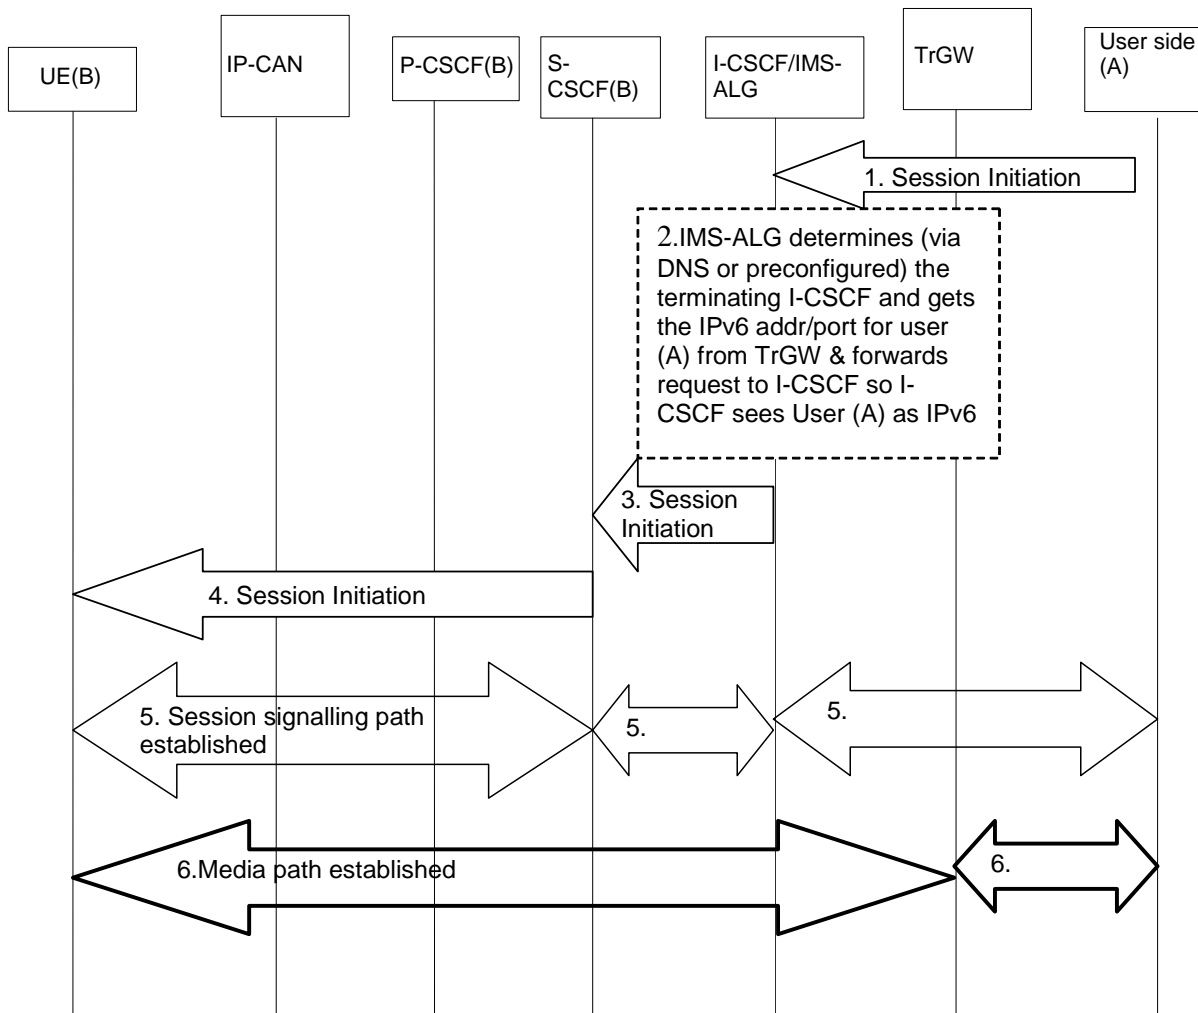 UE(B)
IP-CAN
P-CSCF(B)
S-
CSCF(B)
I-CSCF/IMS-
ALG
TrGW
User side
(A)
1. Session Initiation
2.IMS-ALG determines (via
DNS or preconfigured) the
terminating I-CSCF and gets
the IPv6 addr/port for user
(A) from TrGW & forwards
request to I-CSCF so I-
CSCF sees User (A) as IPv6
3. Session
Initiation
4. Session Initiation
5. Session signalling path
established
5.
5.
6.Media path established
6.